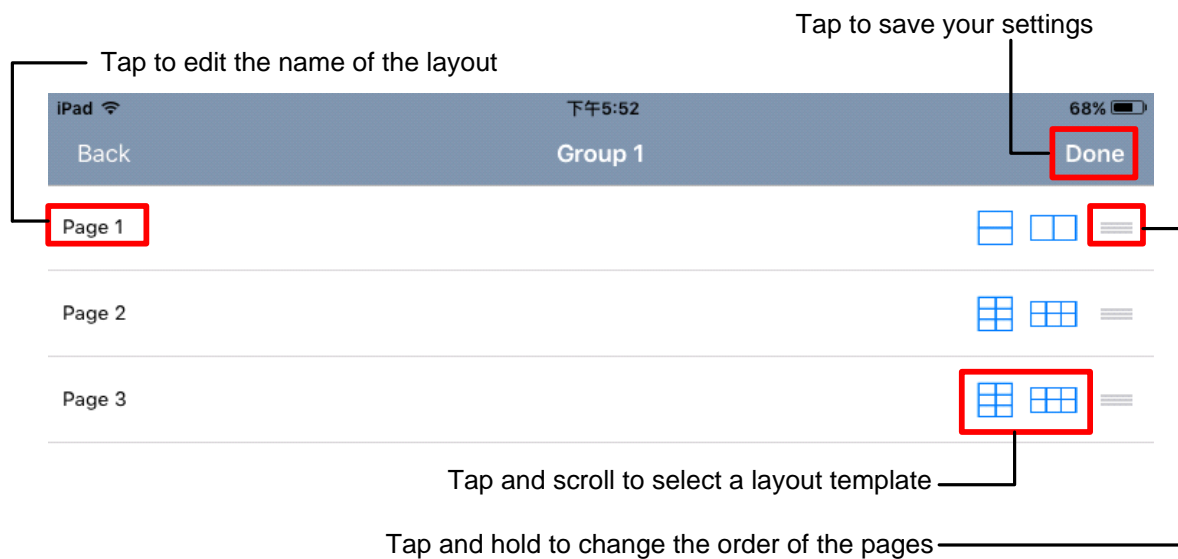 Tap to save your settings
Tap to edit the name of the layout
iPad 下午5:52 68%
Back Group 1 Done
Page 1
Page 2
Page 3
Tap and scroll to select a layout template
Tap and hold to change the order of the pages